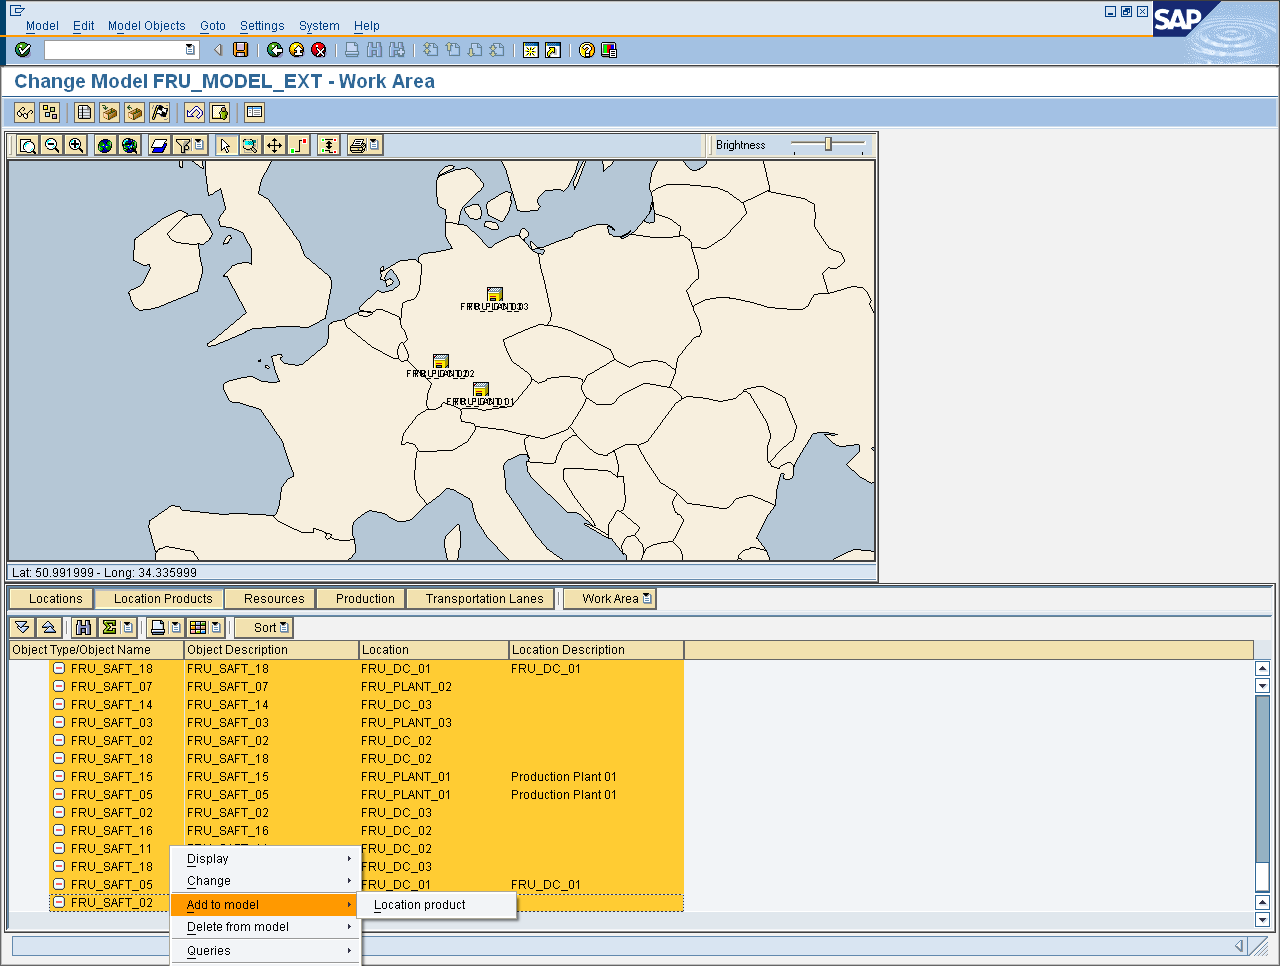 Model Edit Model Objects Goto Settings System Help
SAP
Change Model FRU_MODEL_EXT - Work Area
Brightness
Lat: 50.991999 - Long: 34.335999
Locations Location Products Resources Production Transportation Lanes Work Area
Sort
Object Type/Object Name Object Description Location Location Description
FRU_SAFT_18 FRU_SAFT_18 FRU_DC_01 FRU_DC_01
FRU_SAFT_07 FRU_SAFT_07 FRU_PLANT_02
FRU_SAFT_14 FRU_SAFT_14 FRU_DC_03
FRU_SAFT_03 FRU_SAFT_03 FRU_PLANT_03
FRU_SAFT_02 FRU_SAFT_02 FRU_DC_02
FRU_SAFT_18 FRU_SAFT_18 FRU_DC_02
FRU_SAFT_15 FRU_SAFT_15 FRU_PLANT_01 Production Plant 01
FRU_SAFT_05 FRU_SAFT_05 FRU_PLANT_01 Production Plant 01
FRU_SAFT_02 FRU_SAFT_02 FRU_DC_03
FRU_SAFT_16 FRU_SAFT_16 FRU_DC_02
FRU_SAFT_11 FRU_DC_02
FRU_SAFT_18 FRU_DC_03
FRU_SAFT_05 FRU_DC_01 FRU_DC_01
FRU_SAFT_02
Display
Change
Add to model
Location product
Delete from model
Queries